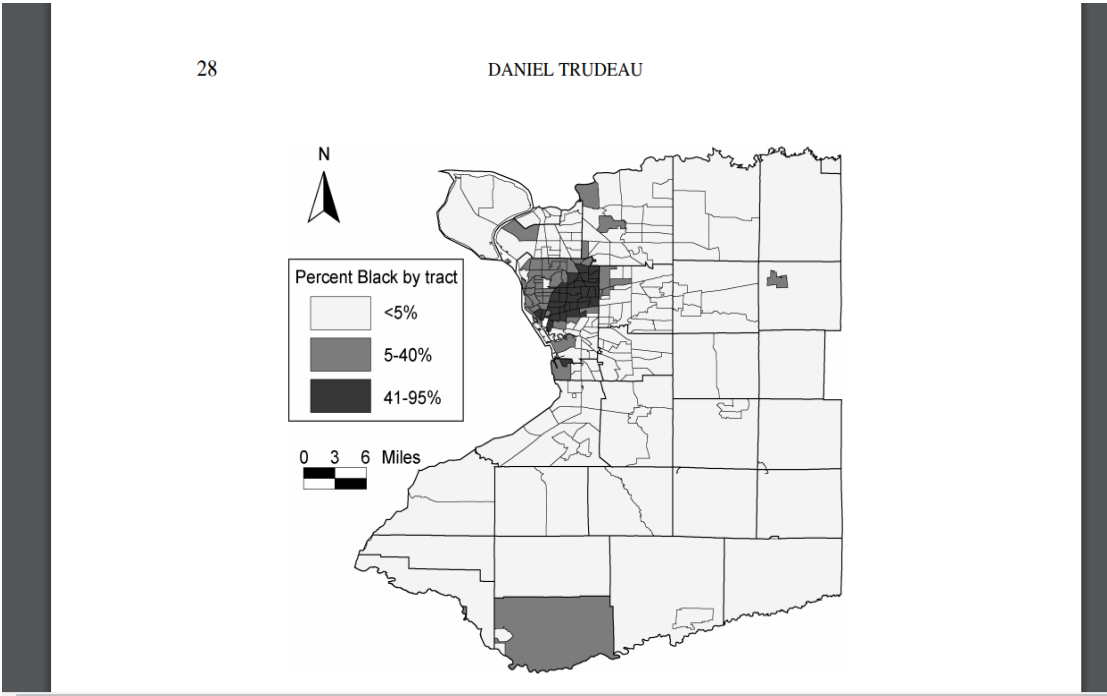 28
DANIEL TRUDEAU
N
Percent Black by tract
<5%
5-40%
41-95%
0 3 6 Miles